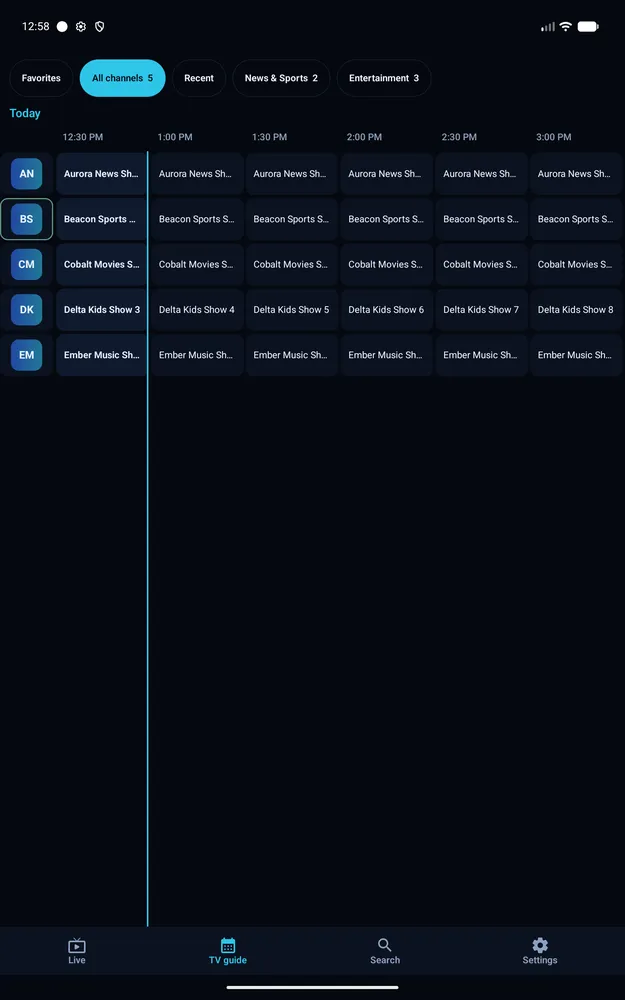 12:58
Favorites All channels 5 Recent News & Sports 2 Entertainment 3
Today
12:30 PM 1:00 PM 1:30 PM 2:00 PM 2:30 PM 3:00 PM
AN Aurora News Sh... Aurora News Sh... Aurora News Sh... Aurora News Sh... Aurora News Sh... Aurora News Sh...
BS Beacon Sports ... Beacon Sports S... Beacon Sports S... Beacon Sports S... Beacon Sports S... Beacon Sports S...
CM Cobalt Movies S... Cobalt Movies S... Cobalt Movies S... Cobalt Movies S... Cobalt Movies S... Cobalt Movies S...
DK Delta Kids Show 3 Delta Kids Show 4 Delta Kids Show 5 Delta Kids Show 6 Delta Kids Show 7 Delta Kids Show 8
EM Ember Music Sh... Ember Music Sh... Ember Music Sh... Ember Music Sh... Ember Music Sh... Ember Music Sh...
Live TV guide Search Settings